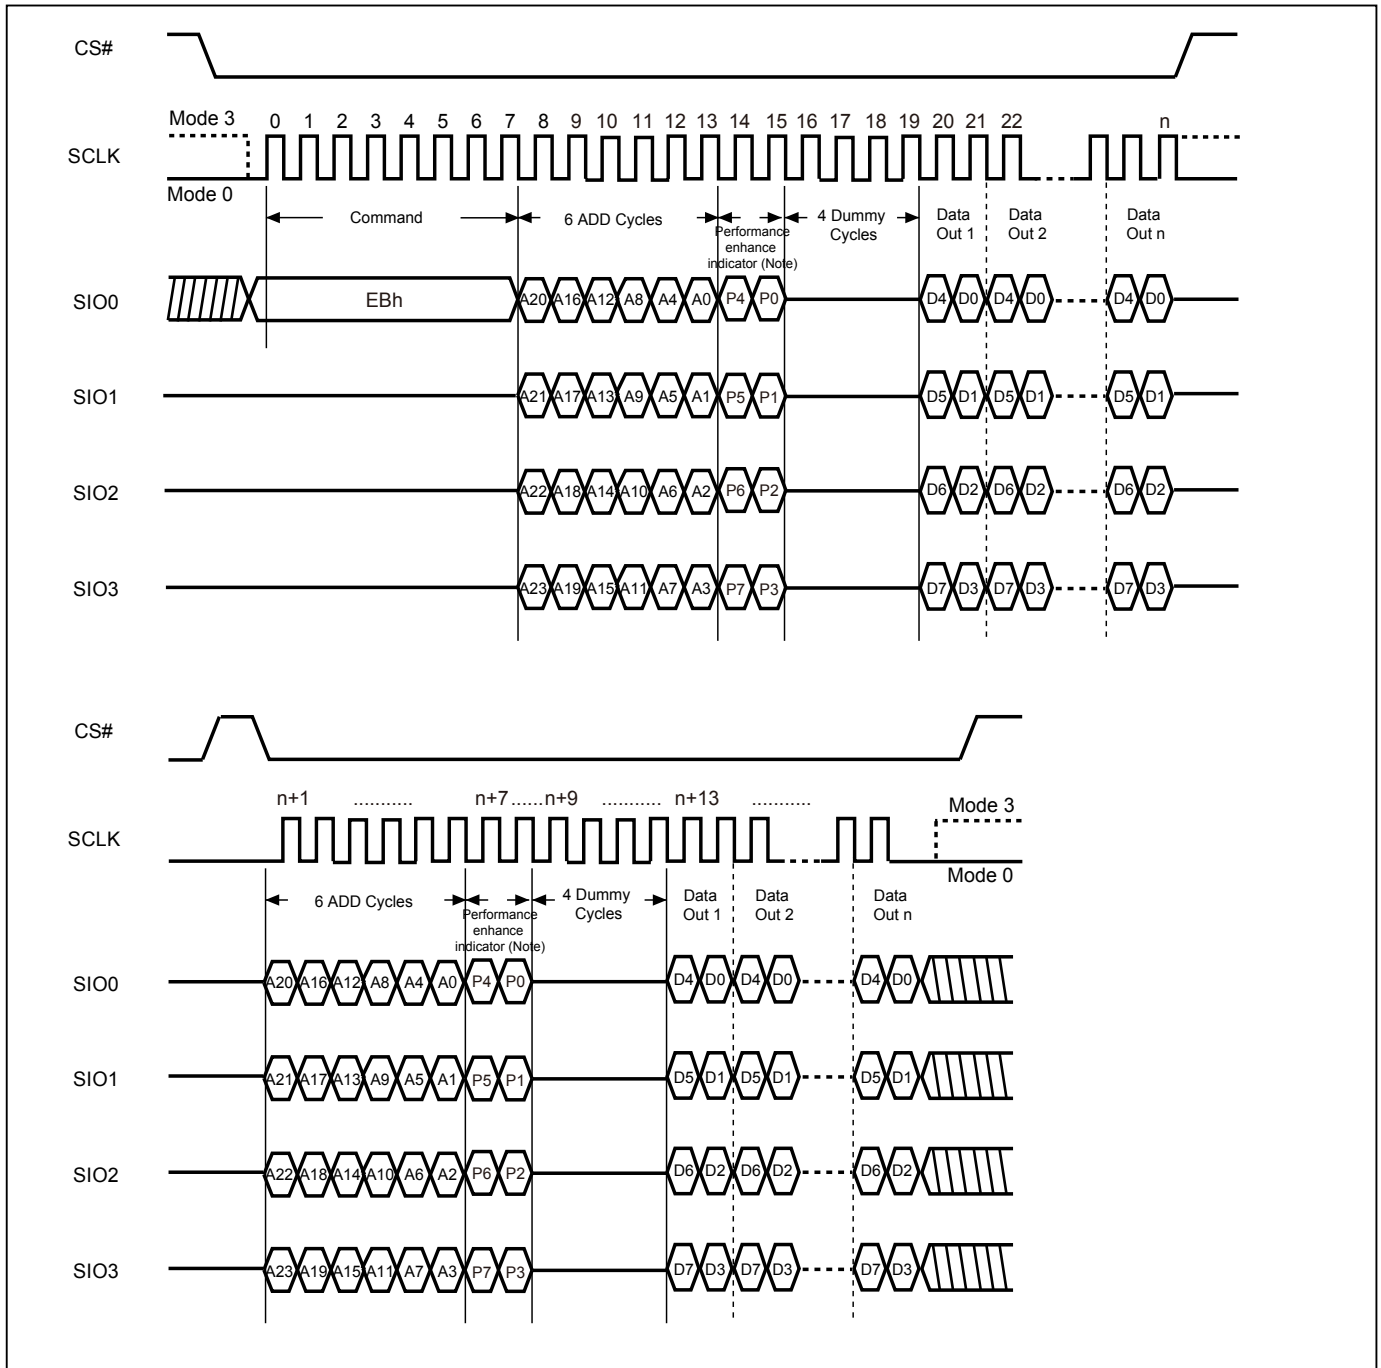 CS#
Mode 3
0 1 2 3 4 5 6 7 8 9 10 11 12 13 14 15 16 17 18 19 20 21 22 n
SCLK
Mode 0
Command
6 ADD Cycles
Performance
enhance
indicator (Note)
4 Dummy
Cycles
Data
Out 1
Data
Out 2
Data
Out n
SIO0 EBh A20 A16 A12 A8 A4 A0 P4 P0 D4 D0 D4 D0 D4 D0
SIO1 A21 A17 A13 A9 A5 A1 P5 P1 D5 D1 D5 D1 D5 D1
SIO2 A22 A18 A14 A10 A6 A2 P6 P2 D6 D2 D6 D2 D6 D2
SIO3 A23 A19 A15 A11 A7 A3 P7 P3 D7 D3 D7 D3 D7 D3
CS#
n+1 ........... n+7 ...... n+9 ........... n+13 ...........
Mode 3
SCLK
Mode 0
6 ADD Cycles
Performance
enhance
indicator (Note)
4 Dummy
Cycles
Data
Out 1
Data
Out 2
Data
Out n
SIO0 A20 A16 A12 A8 A4 A0 P4 P0 D4 D0 D4 D0 D4 D0
SIO1 A21 A17 A13 A9 A5 A1 P5 P1 D5 D1 D5 D1 D5 D1
SIO2 A22 A18 A14 A10 A6 A2 P6 P2 D6 D2 D6 D2 D6 D2
SIO3 A23 A19 A15 A11 A7 A3 P7 P3 D7 D3 D7 D3 D7 D3